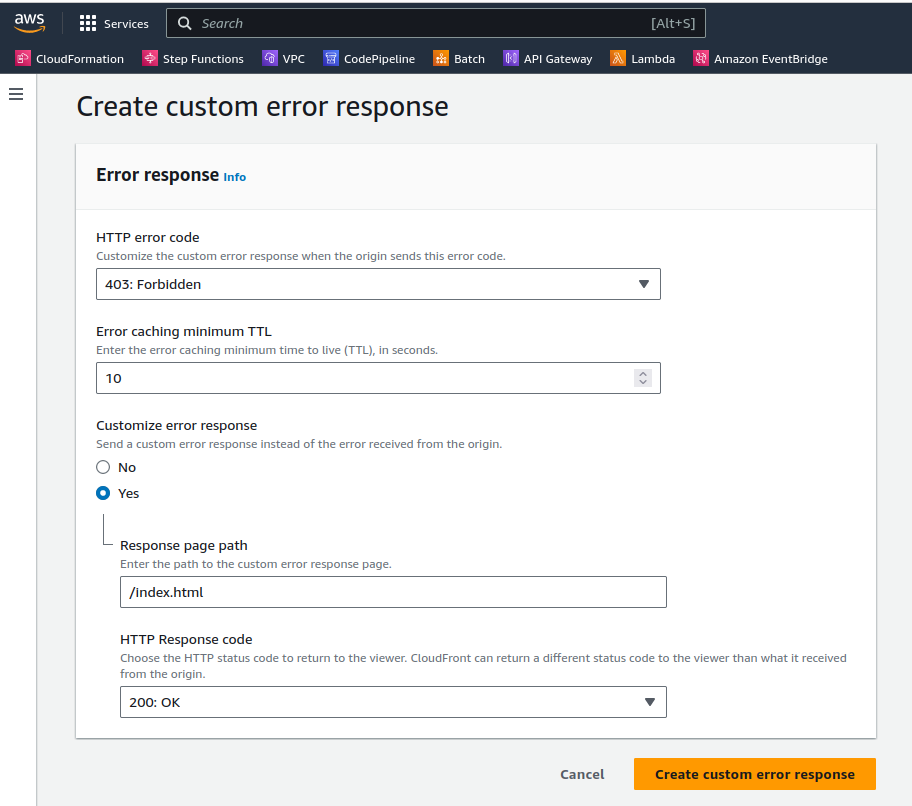 aws Services Search [Alt+S]
CloudFormation Step Functions VPC CodePipeline Batch API Gateway Lambda Amazon EventBridge
Create custom error response
Error response Info
HTTP error code
Customize the custom error response when the origin sends this error code.
403: Forbidden
Error caching minimum TTL
Enter the error caching minimum time to live (TTL), in seconds.
10
Customize error response
Send a custom error response instead of the error received from the origin.
No
Yes
Response page path
Enter the path to the custom error response page.
/index.html
HTTP Response code
Choose the HTTP status code to return to the viewer. CloudFront can return a different status code to the viewer than what it received
from the origin.
200: OK
Cancel Create custom error response